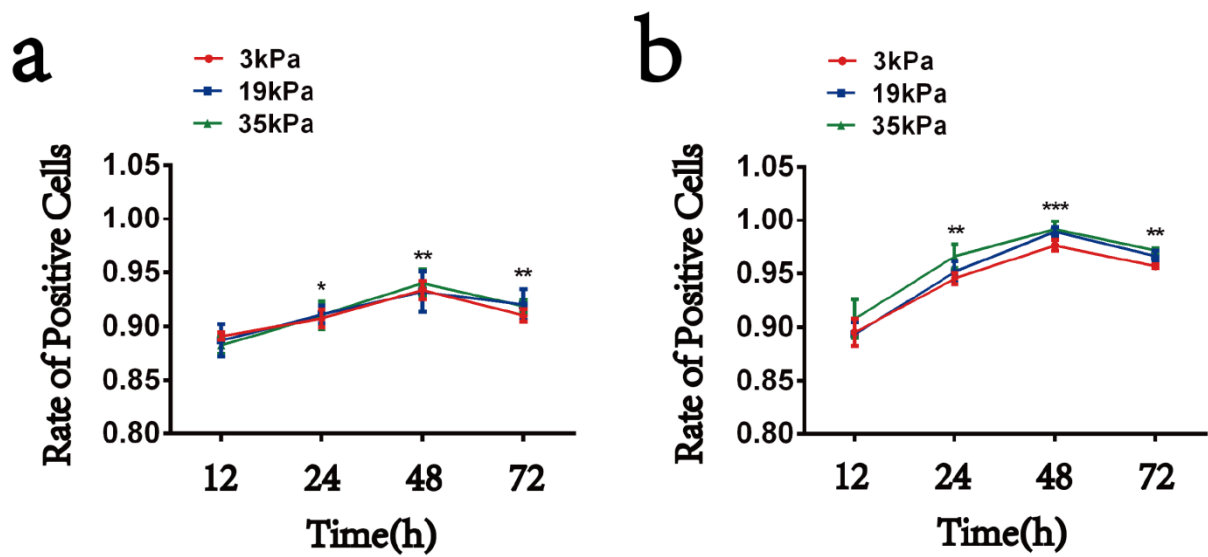 a
3kPa
19kPa
35kPa
Rate of Positive Cells
1.05
1.00
0.95
0.90
0.85
0.80
*
**
**
12 24 48 72
Time(h)
b
3kPa
19kPa
35kPa
Rate of Positive Cells
1.05
1.00
0.95
0.90
0.85
0.80
**
***
**
12 24 48 72
Time(h)